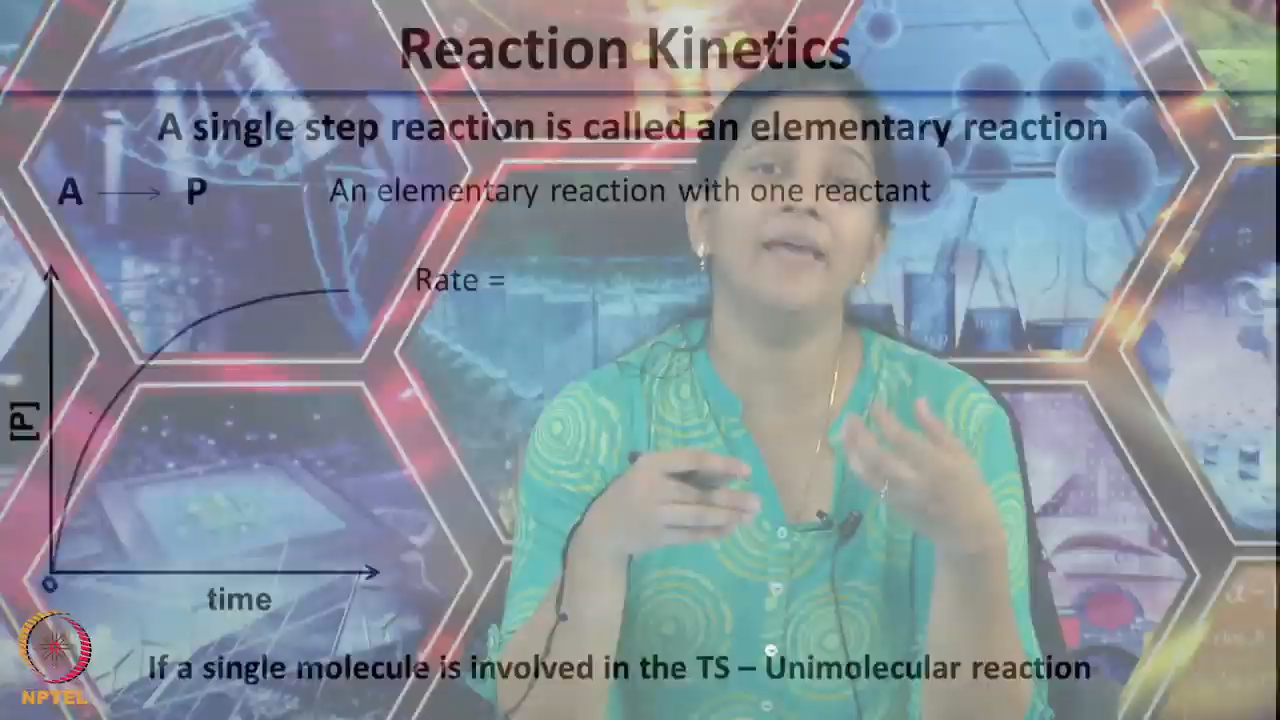 Reaction Kinetics
A single step reaction is called an elementary reaction
A → P
An elementary reaction with one reactant
Rate =
[P]
0
time
If a single molecule is involved in the TS – Unimolecular reaction
NPTEL